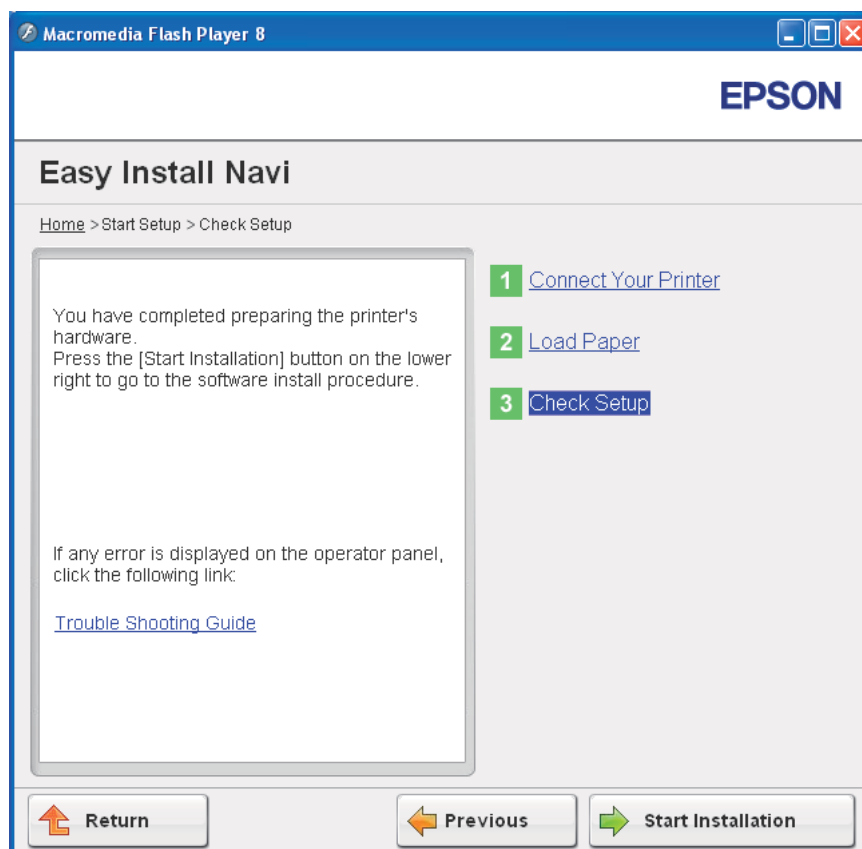 Macromedia Flash Player 8
EPSON
Easy Install Navi
Home > Start Setup > Check Setup
You have completed preparing the printer's
hardware.
Press the [Start Installation] button on the lower
right to go to the software install procedure.
If any error is displayed on the operator panel,
click the following link:
Trouble Shooting Guide
1 Connect Your Printer
2 Load Paper
3 Check Setup
Return
Previous
Start Installation